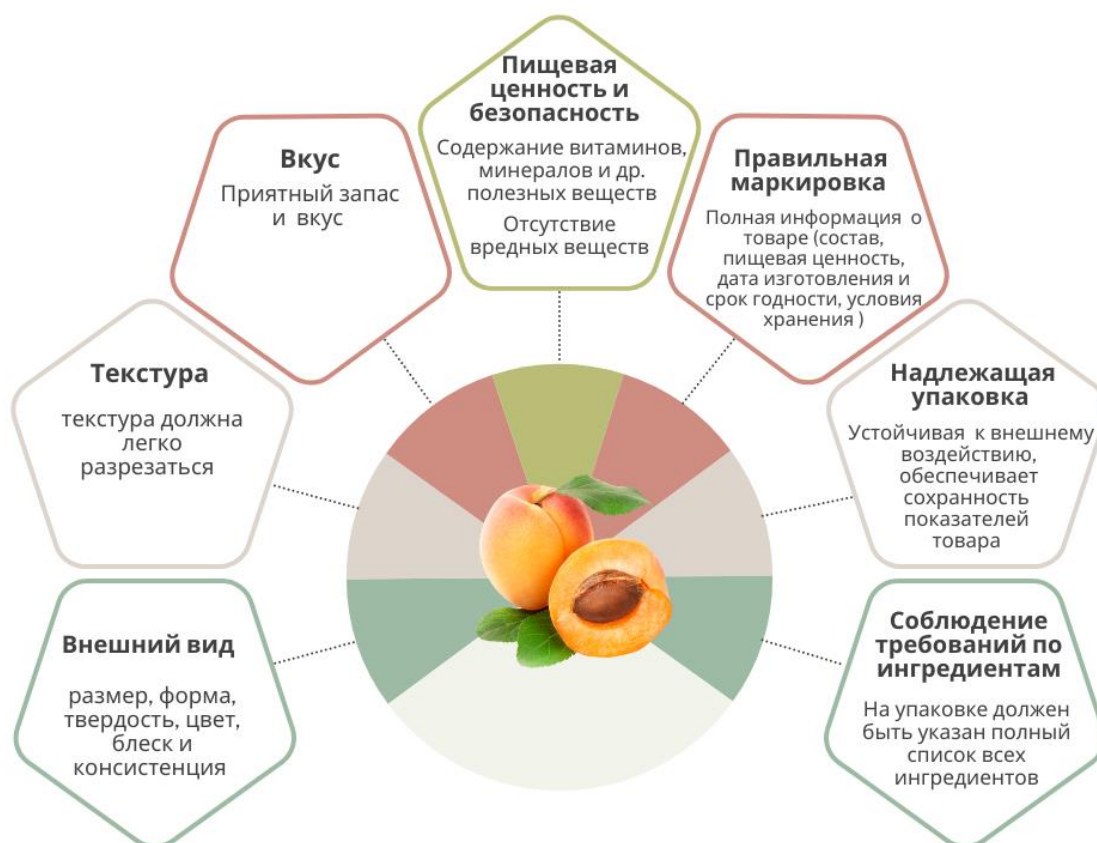 Пищевая
ценность и
безопасность
Содержание витаминов,
минералов и др.
полезных веществ
Отсутствие
вредных веществ
Вкус
Приятный запас
и вкус
Правильная
маркировка
Полная информация о
товаре (состав,
пищевая ценность,
дата изготовления и
срок годности, условия
хранения )
Текстура
текстура должна
легко
разрезаться
Надлежащая
упаковка
Устойчивая к внешнему
воздействию,
обеспечивает
сохранность
показателей
товара
Внешний вид
размер, форма,
твердость, цвет,
блеск и
консистенция
Соблюдение
требований по
ингредиентам
На упаковке должен
быть указан полный
список всех
ингредиентов